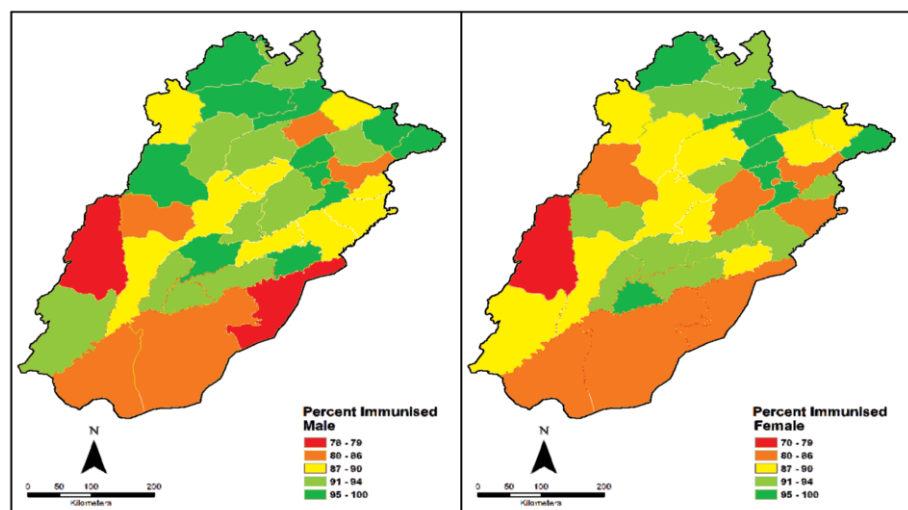 Percent Immunised
Male
78 - 79
80 - 86
87 - 90
91 - 94
95 - 100
N
0 50 100 200
Kilometers
Percent Immunised
Female
70 - 79
80 - 86
87 - 90
91 - 94
95 - 100
N
0 50 100 200
Kilometers